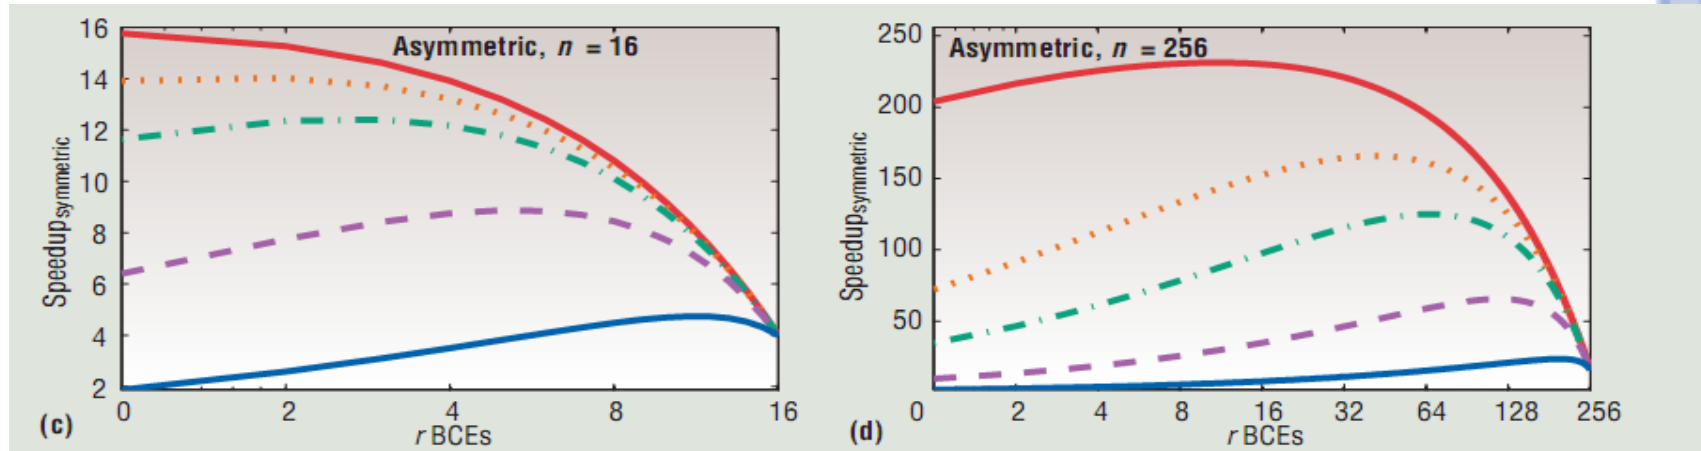 16
14
12
10
8
6
4
2
Speedup_symmetric
Asymmetric, n = 16
0 2 4 8 16
r BCEs
(c)
250
200
150
100
50
Speedup_symmetric
Asymmetric, n = 256
0 2 4 8 16 32 64 128 256
r BCEs
(d)